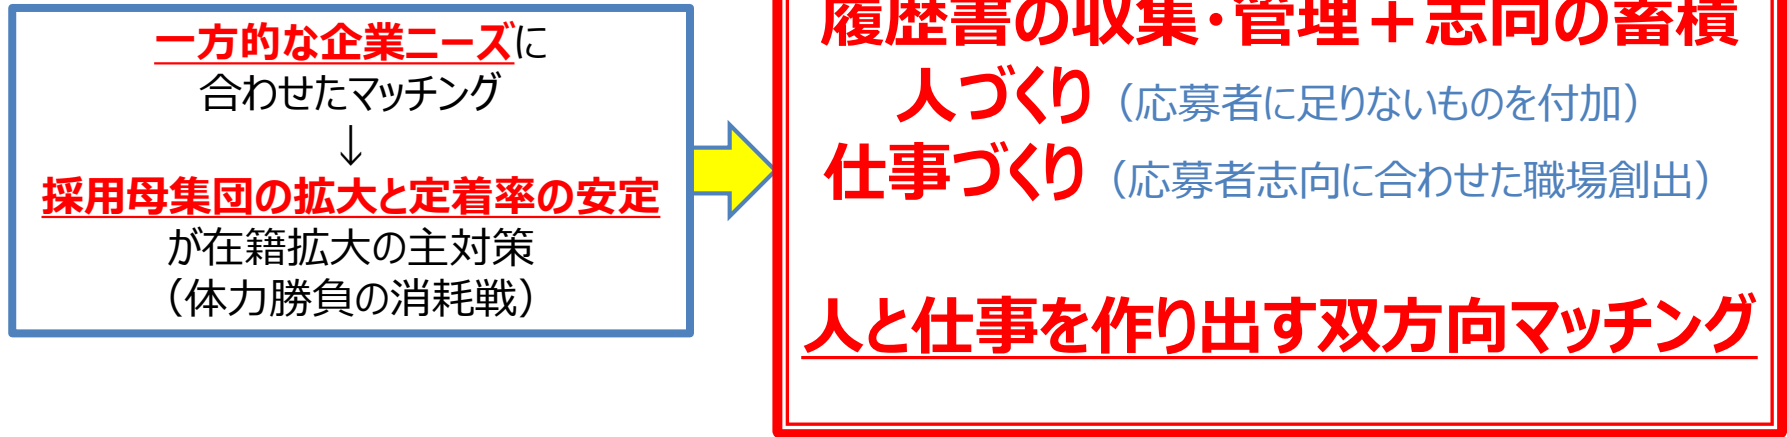 一方的な企業ニーズに
合わせたマッチング
↓
採用母集団の拡大と定着率の安定
が在籍拡大の主対策
（体力勝負の消耗戦）
履歴書の収集・管理＋志向の蓄積
人づくり（応募者に足りないものを付加）
仕事づくり（応募者志向に合わせた職場創出）
人と仕事を作り出す双方向マッチング